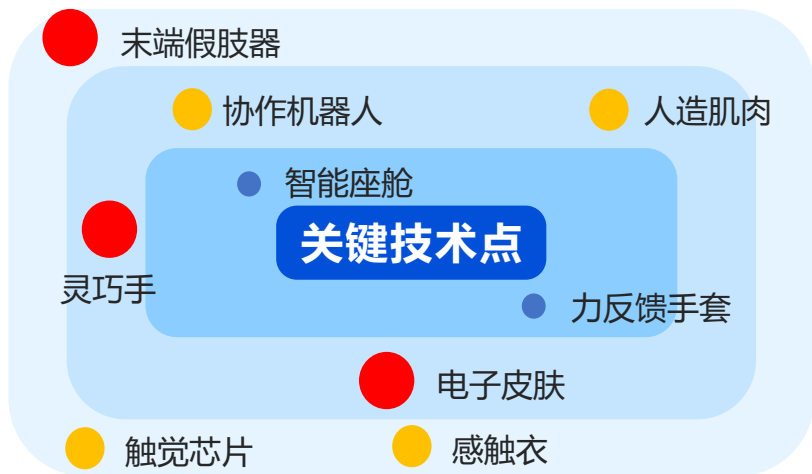 末端假肢器
协作机器人
人造肌肉
智能座舱
关键技术点
灵巧手
力反馈手套
电子皮肤
触觉芯片
感触衣